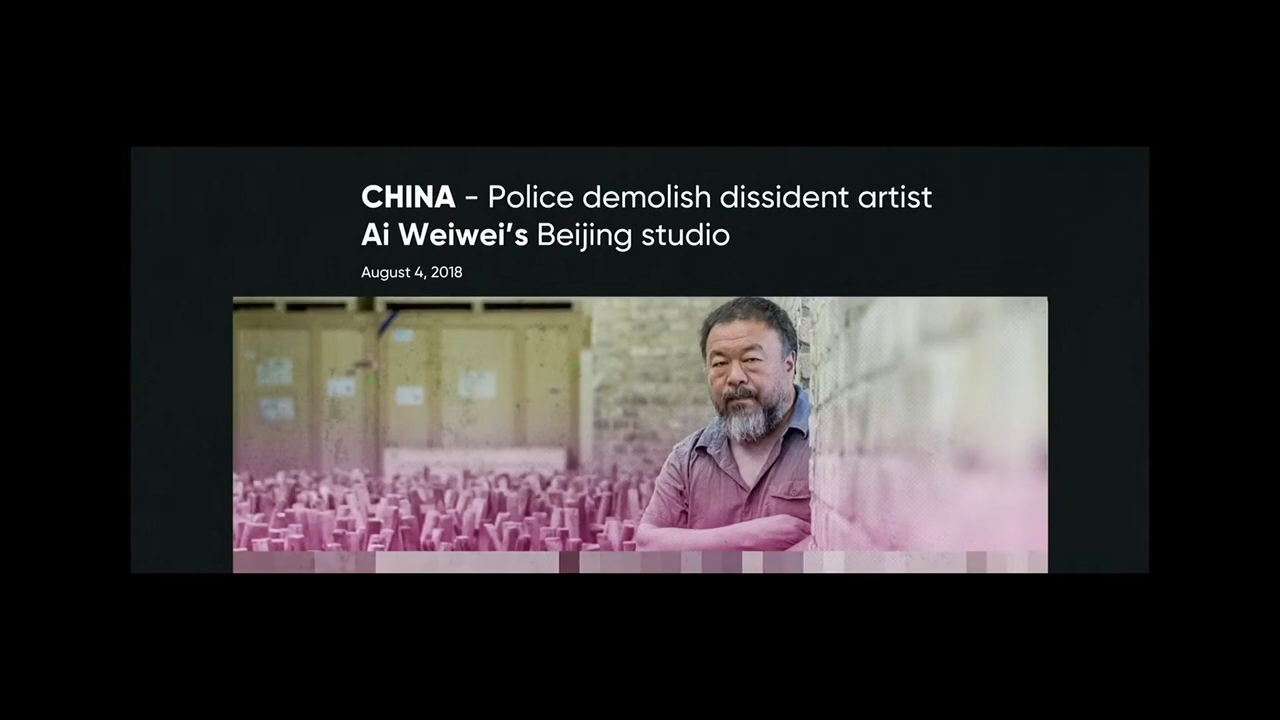 CHINA - Police demolish dissident artist
Ai Weiwei's Beijing studio
August 4, 2018